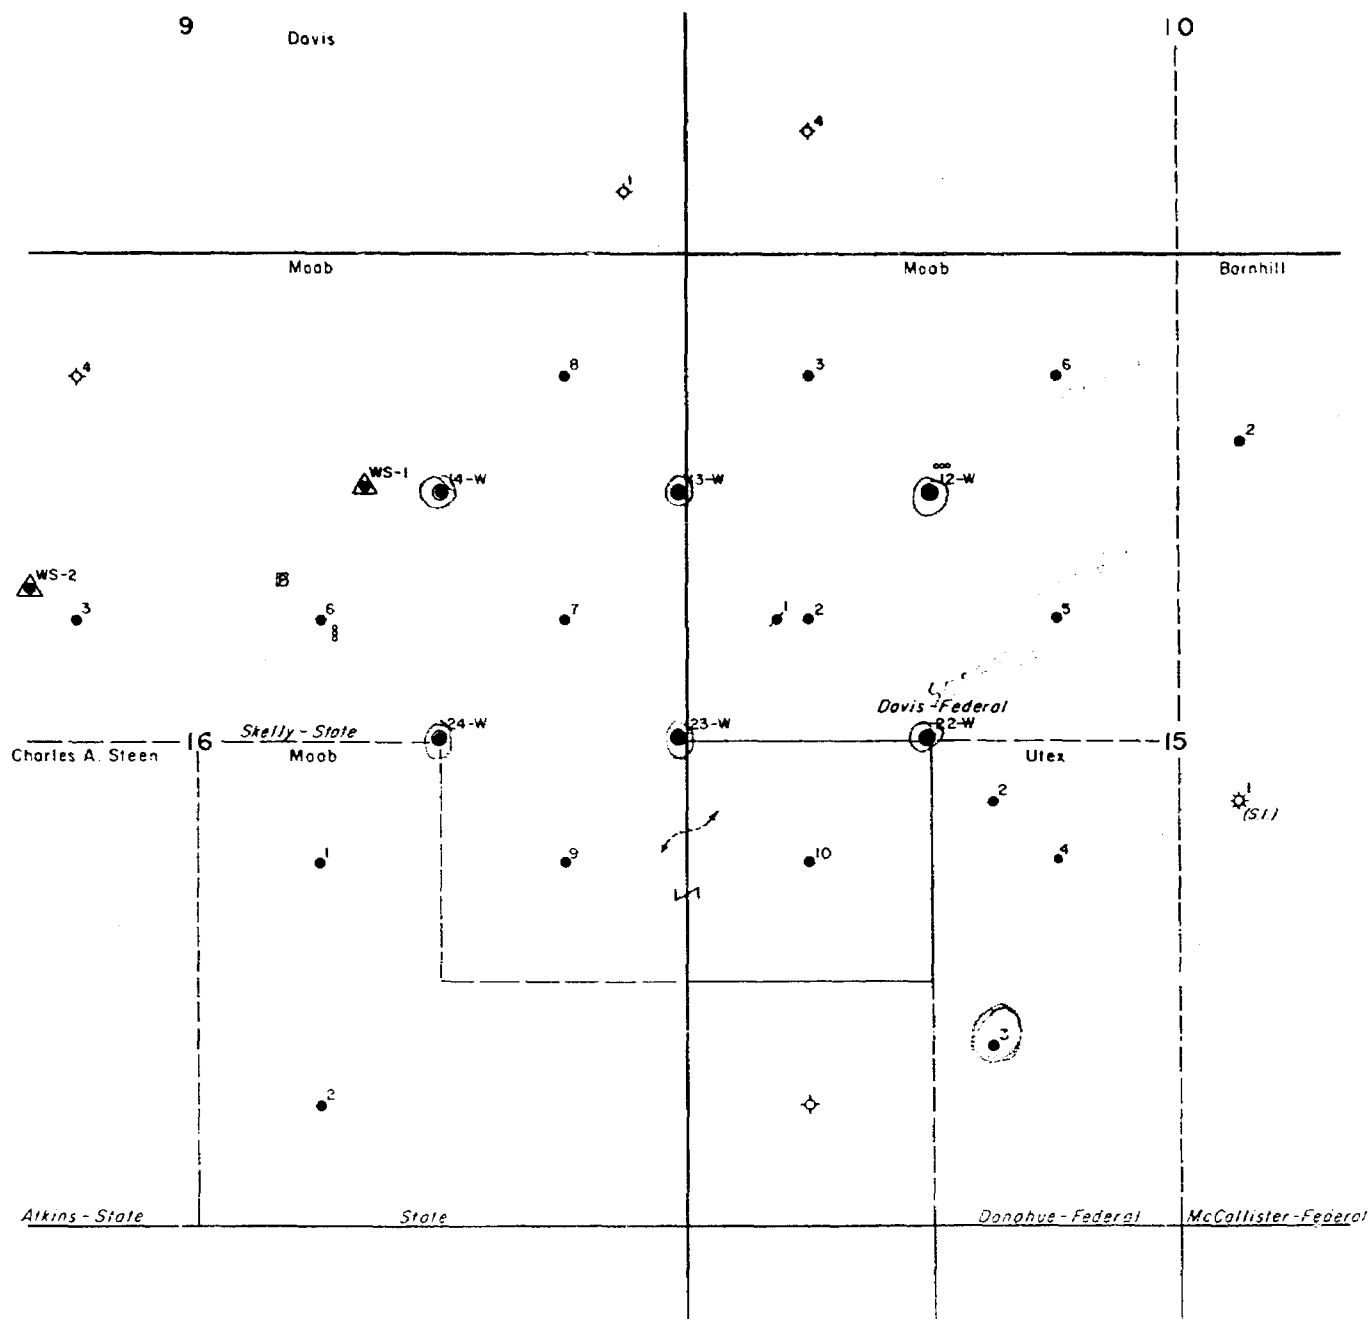 9
10
Davis
4
1
Moab
Moab
Barnhill
4
8
3
6
2
WS-1
14-W
13-W
12-W
WS-2
3
6
7
1
2
5
Davis-Federal
24-W
23-W
22-W
Skelly-State
16
15
Charles A. Steen
Moab
Utex
2
1
(S.I.)
1
9
10
4
3
2
Atkins-State
State
Donohue-Federal
McCallister-Federal